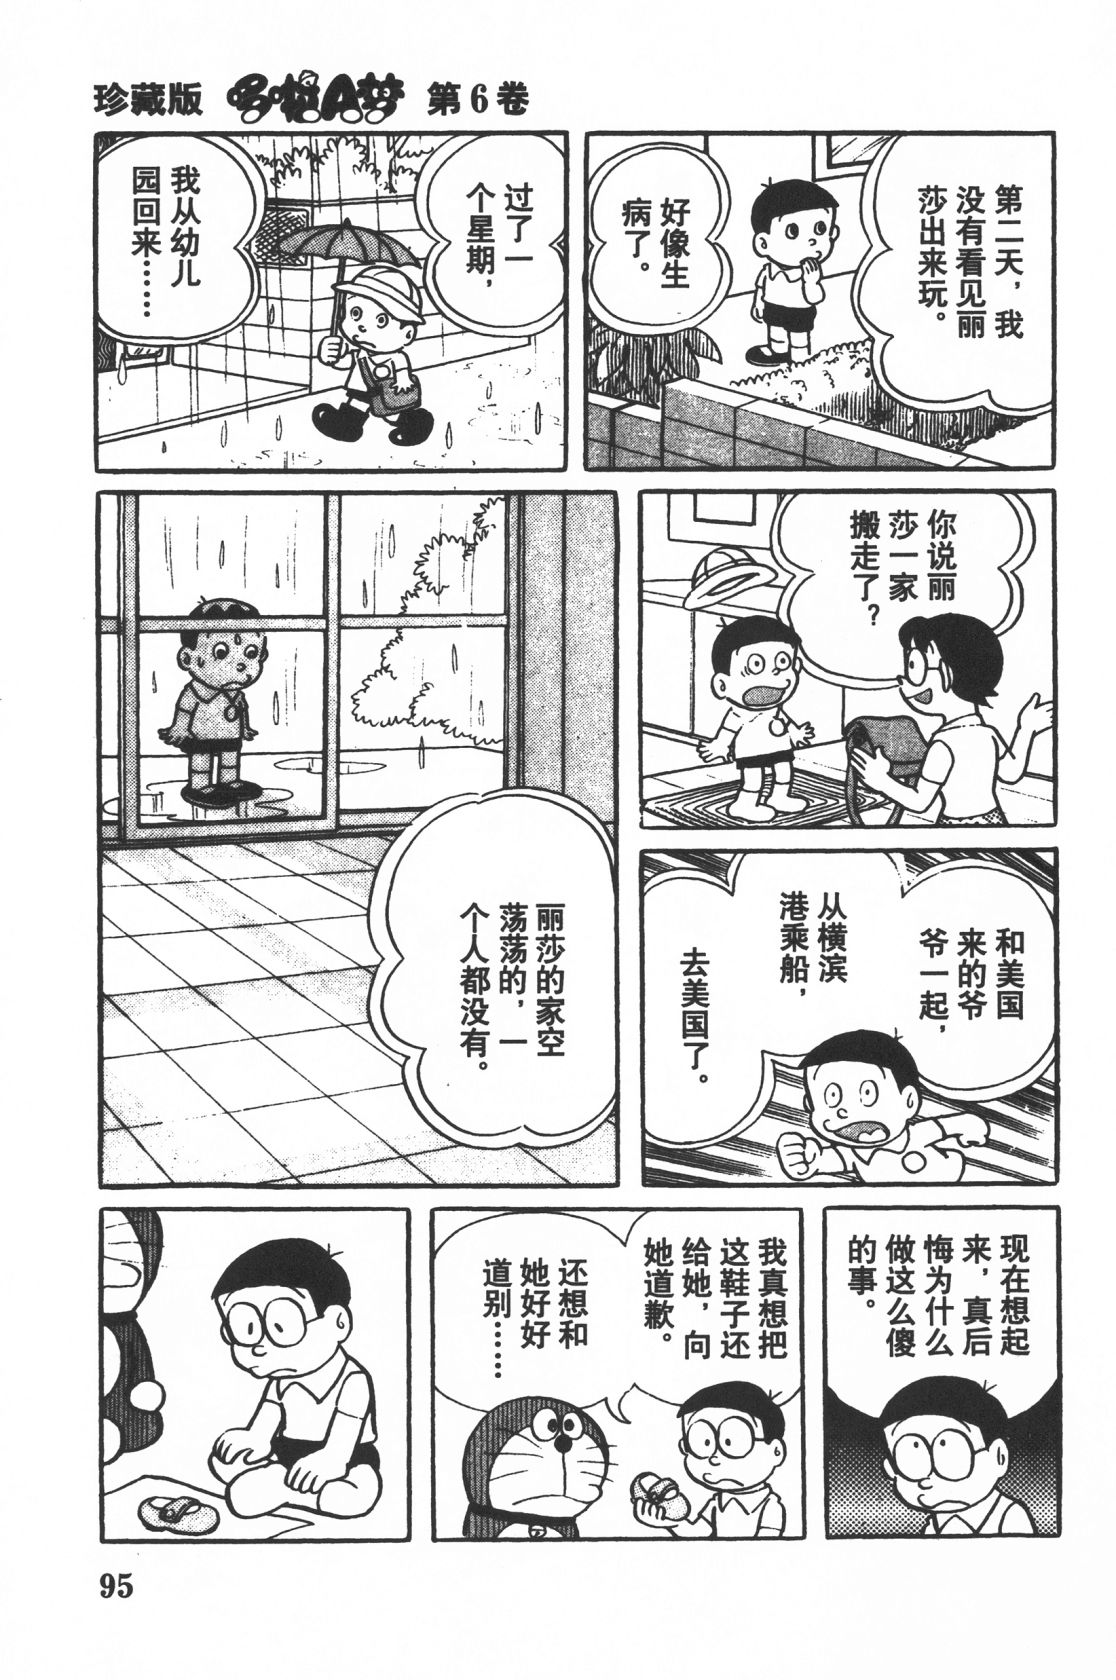 珍藏版 哆啦A梦 第6卷
第二天，我
没有看见丽
莎出来玩。
好像生
病了。
过了一
个星期，
我从幼儿
园回来……
你说丽
莎一家
搬走了？
和美国
来的爷
爷一起，
从横滨
港乘船，
去美国了。
丽莎的家空
荡荡的，一
个人都没有。
现在想起
来，真后
悔为什么
做这么傻
的事。
我真想把
这鞋子还
给她，向
她道歉。
还想和
她好好
道别……
95